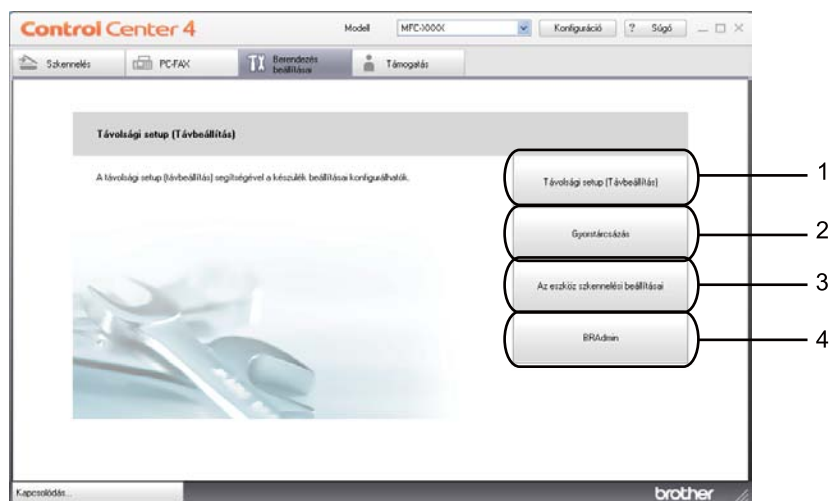 Control Center 4
Modell MFC-XXXX Konfiguráció ? Súgó
Szkennelés PC-FAX Berendezés beállításai Támogatás
Távolsági setup (Távbeállítás)
A távolsági setup (távbeállítás) segítségével a készülék beállításai konfigurálhatók.
Távolsági setup (Távbeállítás) 1
Gyorstárcsázás 2
Az eszköz szkennelési beállításai 3
BRAdmin 4
Kapcsolódás...
brother